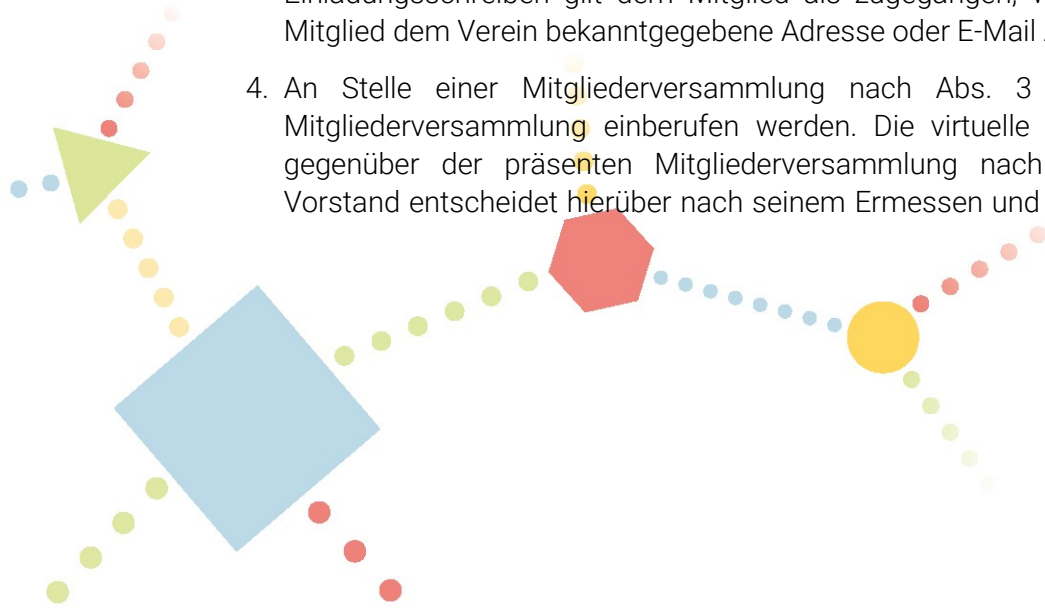 Mitglied dem Verein bekanntgegebene Adresse oder E-Mail
4. An Stelle einer Mitgliederversammlung nach Abs. 3
Mitgliederversammlung einberufen werden. Die virtuelle
gegenüber der präsenten Mitgliederversammlung nach
Vorstand entscheidet hierüber nach seinem Ermessen und